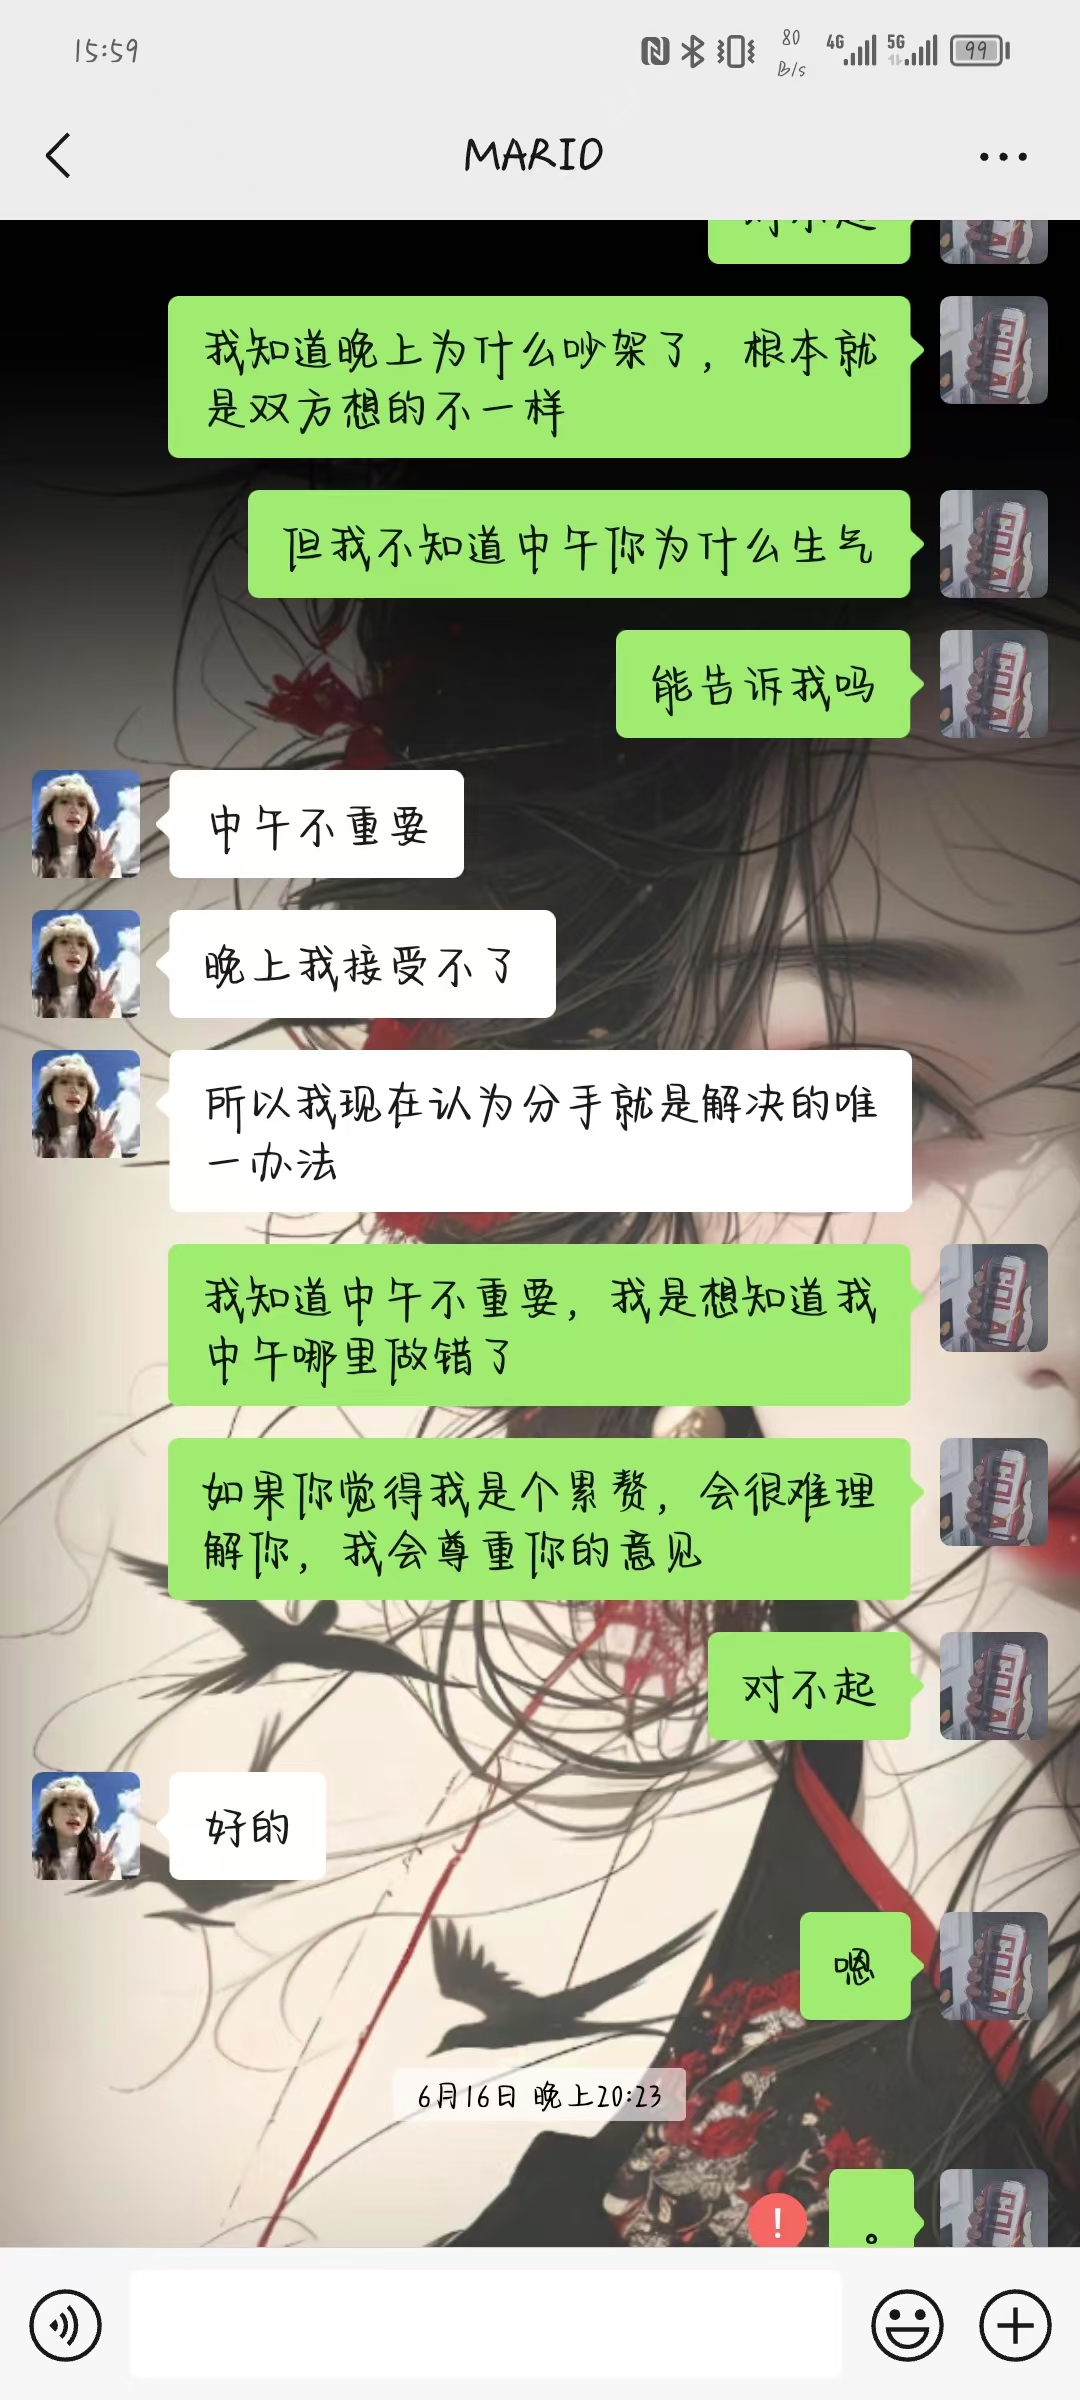 15:59
80
B/s
4G
5G
99
MARIO
对不起
我知道晚上为什么吵架了，根本就
是双方想的不一样
但我不知道中午你为什么生气
能告诉我吗
中午不重要
晚上我接受不了
所以我现在认为分手就是解决的唯
一办法
我知道中午不重要，我是想知道我
中午哪里做错了
如果你觉得我是个累赘，会很难理
解你，我会尊重你的意见
对不起
好的
嗯
6月16日 晚上20:23
!
。